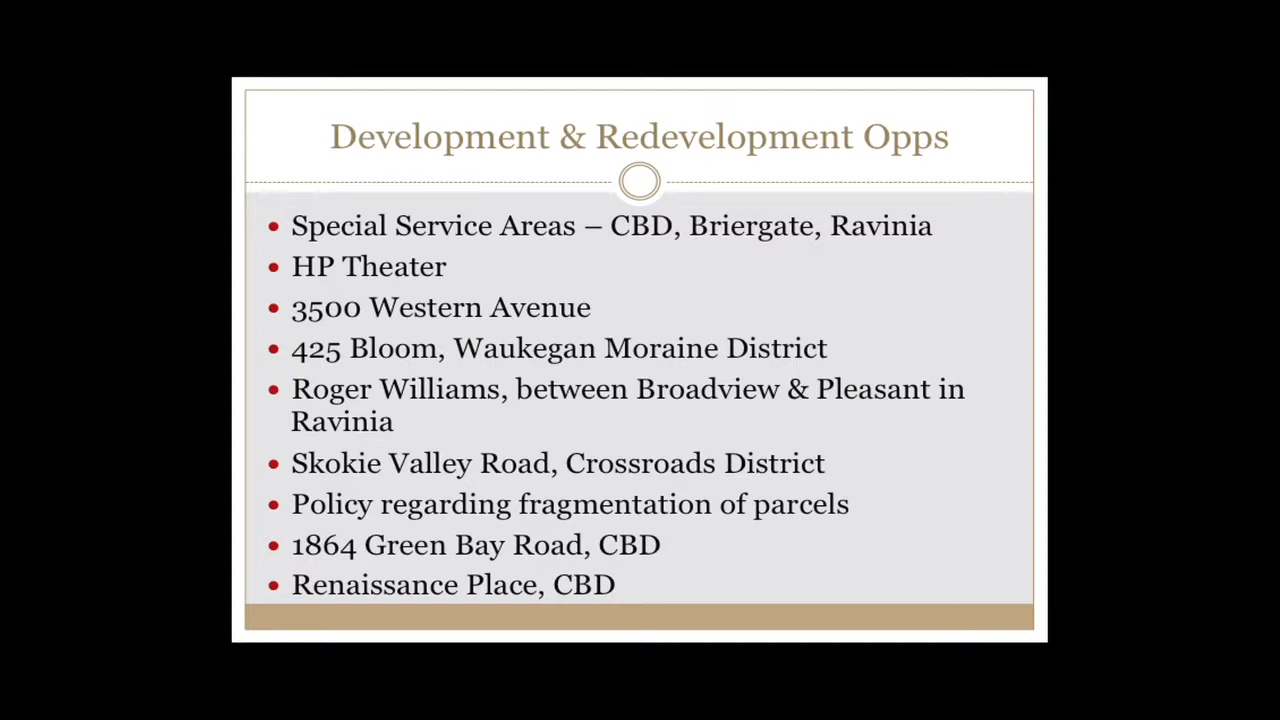 Development & Redevelopment Opps
• Special Service Areas – CBD, Briergate, Ravinia
• HP Theater
• 3500 Western Avenue
• 425 Bloom, Waukegan Moraine District
• Roger Williams, between Broadview & Pleasant in
Ravinia
• Skokie Valley Road, Crossroads District
• Policy regarding fragmentation of parcels
• 1864 Green Bay Road, CBD
• Renaissance Place, CBD